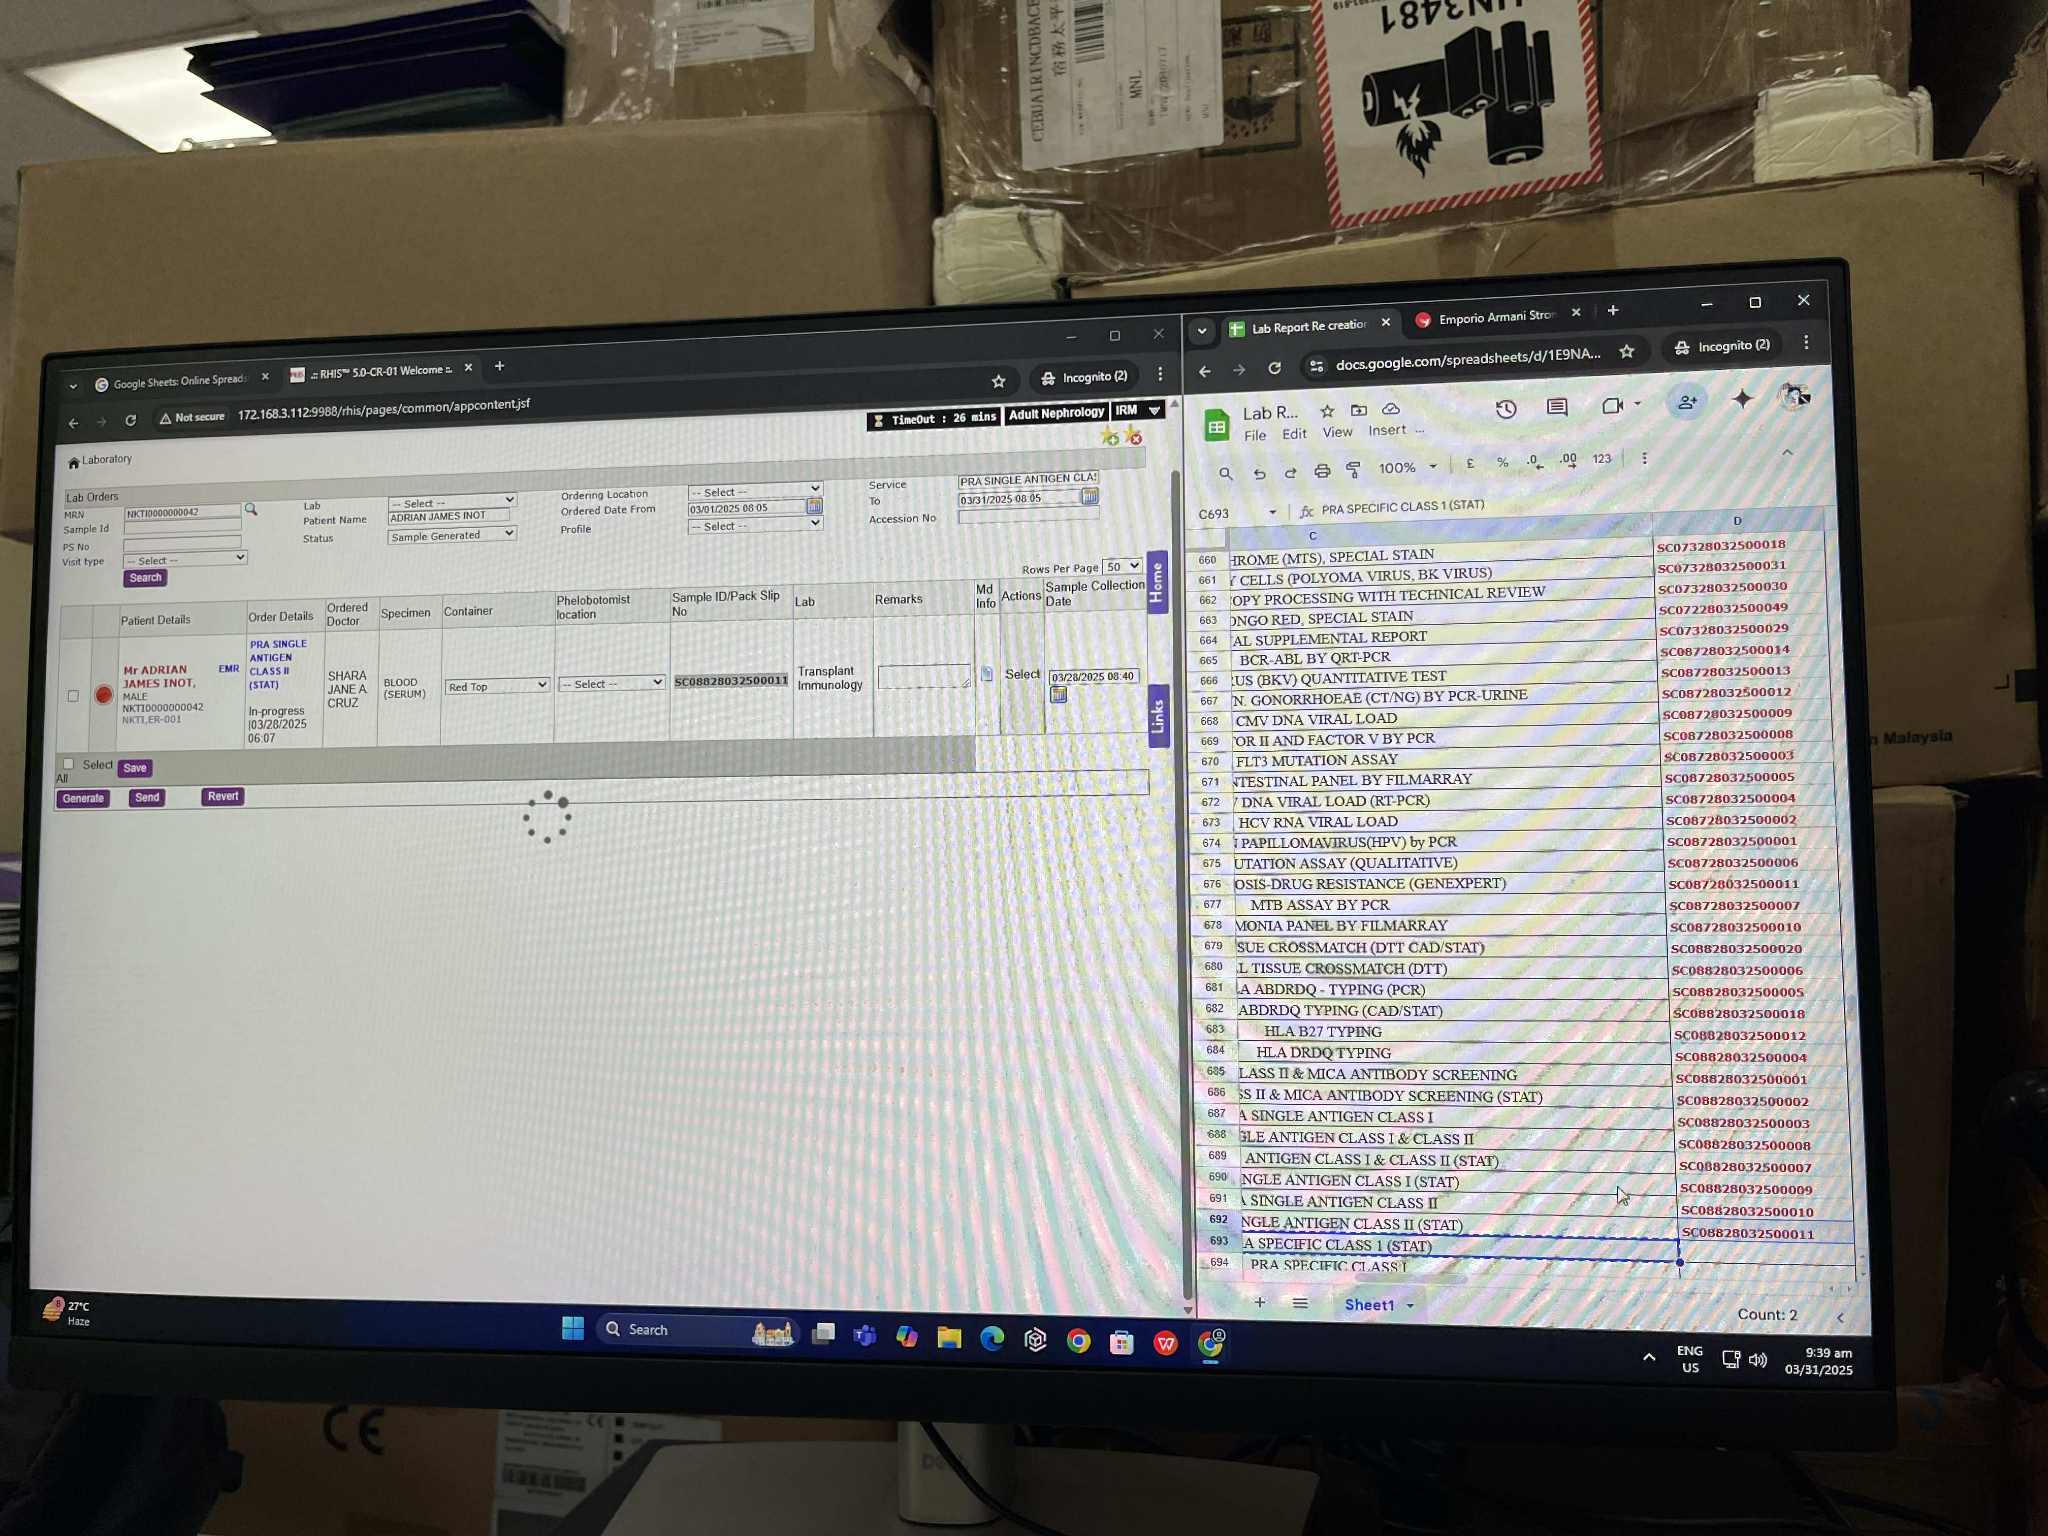 UN3481
CEBUAIRINCDBACE
MNL
CE
n Malaysia
Google Sheets: Online Spreads
.:: RHIS™ 5.0-CR-01 Welcome ::.
Incognito (2)
Not secure
172.168.3.112:9988/rhis/pages/common/appcontent.jsf
TimeOut : 26 mins
Adult Nephrology
IRM
Laboratory
Lab Orders
MRN
NKTI0000000042
Lab
-- Select --
Ordering Location
-- Select --
Service
PRA SINGLE ANTIGEN CLAS
Sample Id
Patient Name
ADRIAN JAMES INOT
Ordered Date From
03/01/2025 08:05
To
03/31/2025 08:05
PS No
Status
Sample Generated
Profile
-- Select --
Accession No
Visit type
-- Select --
Search
Rows Per Page
50
Home
Links
Patient Details
Order Details
Ordered Doctor
Specimen
Container
Phelobotomist location
Sample ID/Pack Slip No
Lab
Remarks
Md Info
Actions
Sample Collection Date
Mr ADRIAN JAMES INOT,
EMR
MALE
NKTI0000000042
NKTI,ER-001
PRA SINGLE
ANTIGEN
CLASS II
(STAT)
In-progress
|03/28/2025
06:07
SHARA
JANE A
CRUZ
BLOOD
(SERUM)
Red Top
-- Select --
SC08828032500011
Transplant
Immunology
Select
03/28/2025 08:40
Select All
Save
Generate
Send
Revert
Lab Report Re creation
Emporio Armani Stron
docs.google.com/spreadsheets/d/1E9NA...
Incognito (2)
Lab R...
File Edit View Insert ...
100%
£ % .0 .00 123
C693
fx PRA SPECIFIC CLASS 1 (STAT)
C D
660 HROME (MTS), SPECIAL STAIN SC07328032500018
661 Y CELLS (POLYOMA VIRUS, BK VIRUS) SC07328032500031
662 OPY PROCESSING WITH TECHNICAL REVIEW SC07328032500030
663 ONGO RED, SPECIAL STAIN SC07228032500049
664 AL SUPPLEMENTAL REPORT SC07328032500029
665 BCR-ABL BY QRT-PCR SC08728032500014
666 US (BKV) QUANTITATIVE TEST SC08728032500013
667 N. GONORRHOEAE (CT/NG) BY PCR-URINE SC08728032500012
668 CMV DNA VIRAL LOAD SC08728032500009
669 OR II AND FACTOR V BY PCR SC08728032500008
670 FLT3 MUTATION ASSAY SC08728032500003
671 NTESTINAL PANEL BY FILMARRAY SC08728032500005
672 DNA VIRAL LOAD (RT-PCR) SC08728032500004
673 HCV RNA VIRAL LOAD SC08728032500002
674 PAPILLOMAVIRUS(HPV) by PCR SC08728032500001
675 UTATION ASSAY (QUALITATIVE) SC08728032500006
676 OSIS-DRUG RESISTANCE (GENEXPERT) SC08728032500011
677 MTB ASSAY BY PCR SC08728032500007
678 MONIA PANEL BY FILMARRAY SC08728032500010
679 SUE CROSSMATCH (DTT CAD/STAT) SC08828032500020
680 L TISSUE CROSSMATCH (DTT) SC08828032500006
681 A ABDRDQ - TYPING (PCR) SC08828032500005
682 ABDRDQ TYPING (CAD/STAT) SC08828032500018
683 HLA B27 TYPING SC08828032500012
684 HLA DRDQ TYPING SC08828032500004
685 LASS II & MICA ANTIBODY SCREENING SC08828032500001
686 SS II & MICA ANTIBODY SCREENING (STAT) SC08828032500002
687 A SINGLE ANTIGEN CLASS I SC08828032500003
688 GLE ANTIGEN CLASS I & CLASS II SC08828032500008
689 ANTIGEN CLASS I & CLASS II (STAT) SC08828032500007
690 NGLE ANTIGEN CLASS I (STAT) SC08828032500009
691 A SINGLE ANTIGEN CLASS II SC08828032500010
692 NGLE ANTIGEN CLASS II (STAT) SC08828032500011
693 A SPECIFIC CLASS 1 (STAT)
694 PRA SPECIFIC CLASS I
Sheet1
Count: 2
27°C
Haze
Search
ENG
US
9:39 am
03/31/2025